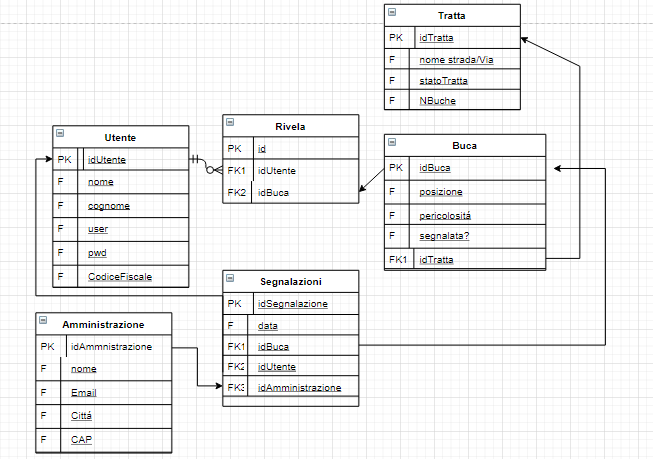 Tratta
PK idTratta
F nome strada/Via
F statoTratta
F NBuche
Utente
PK idUtente
F nome
F cognome
F user
F pwd
F CodiceFiscale
Rivela
PK id
FK1 idUtente
FK2 idBuca
Buca
PK idBuca
F posizione
F pericolositá
F segnalata?
FK1 idTratta
Segnalazioni
PK idSegnalazione
F data
FK1 idBuca
FK2 idUtente
FK3 idAmministrazione
Amministrazione
PK idAmmnistrazione
F nome
F Email
F Cittá
F CAP